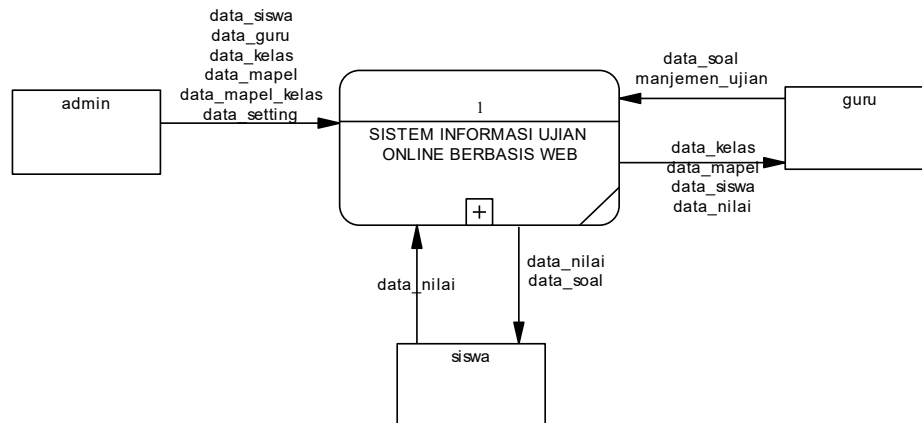 data_siswa
data_guru
data_kelas
data_mapel
data_mapel_kelas
data_setting
admin
1
SISTEM INFORMASI UJIAN
ONLINE BERBASIS WEB
+
data_soal
manjemen_ujian
guru
data_kelas
data_mapel
data_siswa
data_nilai
data_nilai
data_nilai
data_soal
siswa